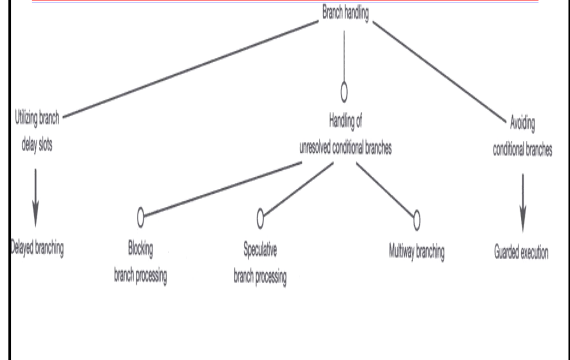 Branch handling
Utilizing branch
delay slots
Handling of
unresolved conditional branches
Avoiding
conditional branches
Delayed branching
Blocking
branch processing
Speculative
branch processing
Multiway branching
Guarded execution